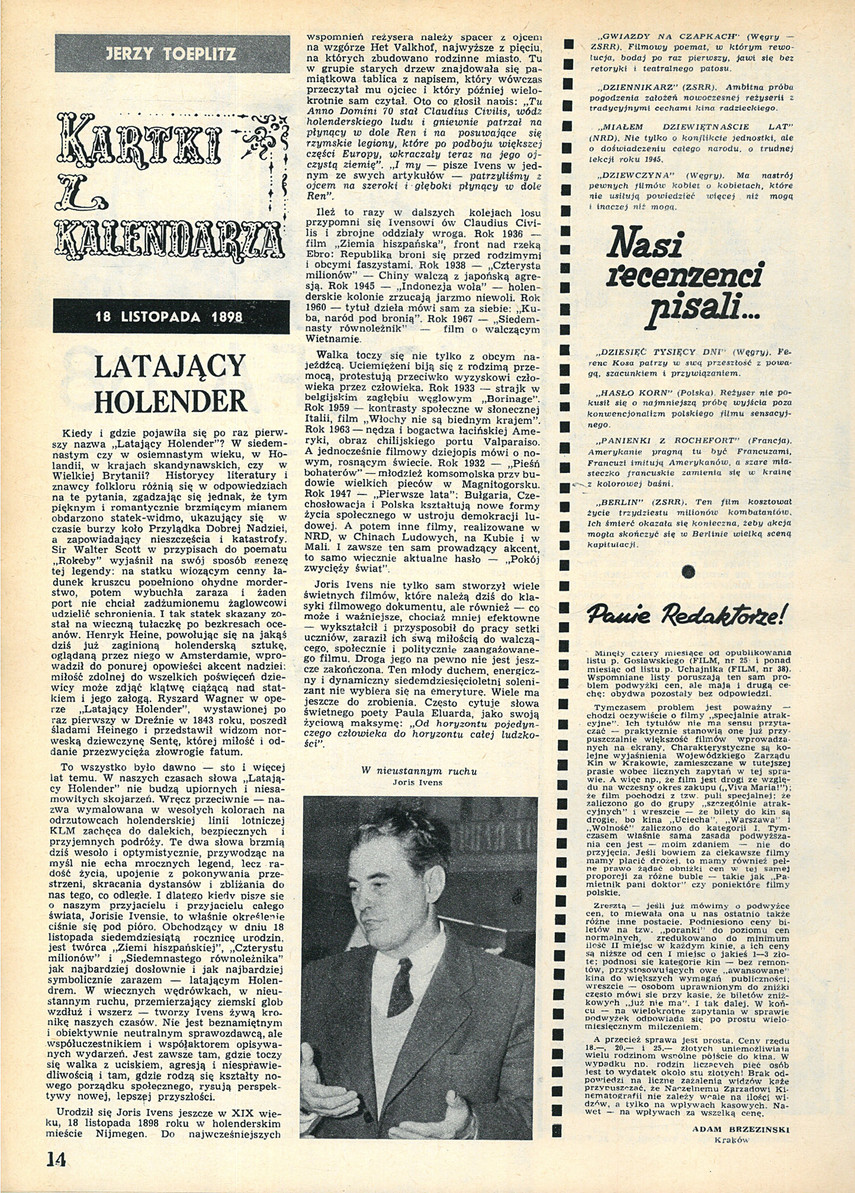 JERZY TOEPLITZ
KARTKI
Z
KALENDARZA
18 LISTOPADA 1898
LATAJĄCY
HOLENDER
Kiedy i gdzie pojawiła się po raz pierw-
szy nazwa „Latający Holender"? W siedem-
nastym czy w osiemnastym wieku, w Ho-
landii, w krajach skandynawskich, czy w
Wielkiej Brytanii? Historycy literatury i
znawcy folkloru różnią się w odpowiedziach
na te pytania, zgadzając się jednak, że tym
pięknym i romantycznie brzmiącym mianem
obdarzono statek-widmo, ukazujący się w
czasie burzy koło Przylądka Dobrej Nadziei,
a zapowiadający nieszczęścia i katastrofy.
Sir Walter Scott w przypisach do poematu
„Rokeby" wyjaśnił na swój sposób genezę
tej legendy: na statku wiozącym cenny ła-
dunek kruszcu popełniono ohydne morder-
stwo, potem wybuchła zaraza i żaden
port nie chciał zadżumionemu żaglowcowi
udzielić schronienia. I tak statek skazany zo-
stał na wieczną tułaczkę po bezkresach oce-
anów. Henryk Heine, powołując się na jakąś
dziś już zaginioną holenderską sztukę,
oglądaną przez niego w Amsterdamie, wpro-
wadził do ponurej opowieści akcent nadziei:
miłość zdolnej do wszelkich poświęceń dzie-
wicy może zdjąć klątwę ciążącą nad stat-
kiem i jego załogą. Ryszard Wagner w ope-
rze „Latający Holender", wystawionej po
raz pierwszy w Dreźnie w 1843 roku, poszedł
śladami Heinego i przedstawił widzom nor-
weską dziewczynę Sentę, której miłość i od-
danie przezwycięża złowrogie fatum.
To wszystko było dawno — sto i więcej
lat temu. W naszych czasach słowa „Latają-
cy Holender" nie budzą upiornych i niesa-
mowitych skojarzeń. Wręcz przeciwnie — na-
zwa wymalowana w wesołych kolorach na
odrzutowcach holenderskiej linii lotniczej
KLM zachęca do dalekich, bezpiecznych i
przyjemnych podróży. Te dwa słowa brzmią
dziś wesoło i optymistycznie, przywodząc na
myśl nie echa mrocznych legend, lecz ra-
dość życia, upojenie z pokonywania prze-
strzeni, skracania dystansów i zbliżania do
nas tego, co odległe. I dlatego kiedy pisze się
o naszym przyjacielu i przyjacielu całego
świata, Jorisie Ivensie, to właśnie określenie
ciśnie się pod pióro. Obchodzący w dniu 18
listopada siedemdziesiątą rocznicę urodzin,
jest twórca „Ziemi hiszpańskiej", „Czterystu
milionów" i „Siedemnastego równoleżnika"
jak najbardziej dosłownie i jak najbardziej
symbolicznie zarazem — latającym Holen-
drem. W wiecznych wędrówkach, w nieu-
stannym ruchu, przemierzający ziemski glob
wzdłuż i wszerz — tworzy Ivens żywą kro-
nikę naszych czasów. Nie jest beznamiętnym
i obiektywnie neutralnym sprawozdawcą, ale
współuczestnikiem i współaktorem opisywa-
nych wydarzeń. Jest zawsze tam, gdzie toczy
się walka z uciskiem, agresją i niesprawie-
dliwością i tam, gdzie rodzą się kształty no-
wego porządku społecznego, rysują perspek-
tywy nowej, lepszej przyszłości.
Urodził się Joris Ivens jeszcze w XIX wie-
ku, 18 listopada 1898 roku w holenderskim
mieście Nijmegen. Do najwcześniejszych
14
wspomnień reżysera należy spacer z ojcem
na wzgórze Het Valkhof, najwyższe z pięciu,
na których zbudowano rodzinne miasto. Tu
w grupie starych drzew znajdowała się pa-
miątkowa tablica z napisem, który wówczas
przeczytał mu ojciec i który później wielo-
krotnie sam czytał. Oto co głosił napis: „Tu
Anno Domini 70 stał Claudius Civilis, wódz
holenderskiego ludu i gniewnie patrzał na
płynący w dole Ren i na posuwające się
rzymskie legiony, które po podboju większej
części Europy, wkraczały teraz na jego oj-
czystą ziemię". „I my — pisze Ivens w jed-
nym ze swych artykułów — patrzyliśmy z
ojcem na szeroki i głęboki płynący w dole
Ren".
Ileż to razy w dalszych kolejach losu
przypomni się Ivensowi ów Claudius Civi-
lis i zbrojne oddziały wroga. Rok 1936 —
film „Ziemia hiszpańska", front nad rzeką
Ebro: Republika broni się przed rodzimymi
i obcymi faszystami. Rok 1938 — „Czterysta
milionów" — Chiny walczą z japońską agre-
sją. Rok 1945 — „Indonezja woła" — holen-
derskie kolonie zrzucają jarzmo niewoli. Rok
1960 — tytuł dzieła mówi sam za siebie: „Ku-
ba, naród pod bronią". Rok 1967 — „Siedem-
nasty równoleżnik" — film o walczącym
Wietnamie.
Walka toczy się nie tylko z obcym na-
jeźdźcą. Uciemiężeni biją się z rodzimą prze-
mocą, protestują przeciwko wyzyskowi czło-
wieka przez człowieka. Rok 1933 — strajk w
belgijskim zagłębiu węglowym „Borinage".
Rok 1959 — kontrasty społeczne w słonecznej
Italii, film „Włochy nie są biednym krajem".
Rok 1963 — nędza i bogactwa łacińskiej Ame-
ryki, obraz chilijskiego portu Valparaiso.
A jednocześnie filmowy dziejopis mówi o no-
wym, rosnącym świecie. Rok 1932 — „Pieśń
bohaterów" — młodzież komsomolska przy bu-
dowie wielkich pieców w Magnitogorsku.
Rok 1947 — „Pierwsze lata": Bułgaria, Cze-
chosłowacja i Polska kształtują nowe formy
życia społecznego w ustroju demokracji lu-
dowej. A potem inne filmy, realizowane w
NRD, w Chinach Ludowych, na Kubie i w
Mali. I zawsze ten sam prowadzący akcent,
to samo wiecznie aktualne hasło — „Pokój
zwycięży świat".
Joris Ivens nie tylko sam stworzył wiele
świetnych filmów, które należą dziś do kla-
syki filmowego dokumentu, ale również — co
może i ważniejsze, chociaż mniej efektowne
— wykształcił i przysposobił do pracy setki
uczniów, zaraził ich swą miłością do walczą-
cego, społecznie i politycznie zaangażowane-
go filmu. Droga jego na pewno nie jest jesz-
cze zakończona. Ten młody duchem, energicz-
ny i dynamiczny siedemdziesięcioletni soleni-
zant nie wybiera się na emeryturę. Wiele ma
jeszcze do zrobienia. Często cytuje słowa
świetnego poety Paula Eluarda, jako swoją
życiową maksymę: „Od horyzontu pojedyn-
czego człowieka do horyzontu całej ludzko-
ści".
W nieustannym ruchu
Joris Ivens
„GWIAZDY NA CZAPKACH" (Węgry —
ZSRR). Filmowy poemat, w którym rewo-
lucja, bodaj po raz pierwszy, jawi się bez
retoryki i teatralnego patosu.
„DZIENNIKARZ" (ZSRR). Ambitna próba
pogodzenia założeń nowoczesnej reżyserii z
tradycyjnymi cechami kina radzieckiego.
„MIAŁEM DZIEWIĘTNAŚCIE LAT"
(NRD). Nie tylko o konflikcie jednostki, ale
o doświadczeniu całego narodu, o trudnej
lekcji roku 1945.
„DZIEWCZYNA" (Węgry). Ma nastrój
pewnych filmów kobiet o kobietach, które
nie usiłują powiedzieć więcej niż mogą
i inaczej niż mogą.
Nasi
recenzenci
pisali...
„DZIESIĘĆ TYSIĘCY DNI" (Węgry). Fe-
renc Kosa patrzy w swą przeszłość z powa-
gą, szacunkiem i przywiązaniem.
„HASŁO KORN" (Polska). Reżyser nie po-
kusił się o najmniejszą próbę wyjścia poza
konwencjonalizm polskiego filmu sensacyj-
nego.
„PANIENKI Z ROCHEFORT" (Francja).
Amerykanie pragną tu być Francuzami,
Francuzi imitują Amerykanów, a szare mia-
steczko francuskie zamienia się w krainę
z kolorowej baśni.
„BERLIN" (ZSRR). Ten film kosztował
życie trzydziestu milionów kombatantów.
Ich śmierć okazała się konieczna, żeby akcja
mogła skończyć się w Berlinie wielką sceną
kapitulacji.
Panie Redaktorze!
Minęły cztery miesiące od opublikowania
listu p. Gosławskiego (FILM, nr 25) i ponad
miesiąc od listu p. Uchajnika (FILM, nr 38).
Wspomniane listy poruszają ten sam pro-
blem podwyżki cen, ale mają i drugą ce-
chę: obydwa pozostały bez odpowiedzi.
Tymczasem problem jest poważny —
chodzi oczywiście o filmy „specjalnie atrak-
cyjne". Ich tytułów nie ma sensu przyta-
czać — praktycznie stanowią one już przy-
puszczalnie większość filmów wprowadza-
nych na ekrany. Charakterystyczne są ko-
lejne wyjaśnienia Wojewódzkiego Zarządu
Kin w Krakowie, zamieszczane w tutejszej
prasie wobec licznych zapytań w tej spra-
wie. A więc np., że film jest drogi ze wzglę-
du na wczesny okres zakupu („Viva Maria!");
że film pochodzi z tzw. puli specjalnej; że
zaliczono go do grupy „szczególnie atrak-
cyjnych" i wreszcie — że bilety do kin są
drogie, bo kina „Uciecha", „Warszawa" i
„Wolność" zaliczono do kategorii I. Tym-
czasem właśnie sama zasada podwyższa-
nia cen jest — moim zdaniem — nie do
przyjęcia. Jeśli bowiem za ciekawsze filmy
mamy płacić drożej, to mamy również peł-
ne prawo żądać obniżki cen w tej samej
proporcji za różne buble — takie jak „Pa-
miętnik pani doktor" czy poniektóre filmy
polskie.
Zresztą — jeśli już mówimy o podwyżce
cen, to miewała ona u nas ostatnio także
różne inne postacie. Podniesiono ceny bi-
letów na tzw. „poranki" do poziomu cen
normalnych, zredukowano do minimum
ilość II miejsc w każdym kinie, a ich ceny
są niższe od cen I miejsc o jakieś 1—3 zło-
te; podnosi się kategorie kin — bez remon-
tów, przystosowujących owe „awansowane"
kina do większych wymagań publiczności;
wreszcie — osobom uprawnionym do zniżki
często mówi się przy kasie, że biletów zniż-
kowych „już nie ma". I tak dalej. W koń-
cu — na wielokrotne zapytania w sprawie
podwyżek odpowiada się po prostu wielo-
miesięcznym milczeniem.
A przecież sprawa jest prosta. Ceny rzędu
18.—, 20.— i 25.— złotych uniemożliwiają
wielu rodzinom wspólne pójście do kina. W
wypadku np. rodzin liczących pięć osób
jest to wydatek około stu złotych! Brak od-
powiedzi na liczne zażalenia widzów każe
przypuszczać, że Naczelnemu Zarządowi Ki-
nematografii nie zależy wcale na ilości wi-
dzów, a tylko na wpływach kasowych. Na-
wet — na wpływach za wszelką cenę.
ADAM BRZEZIŃSKI
Kraków